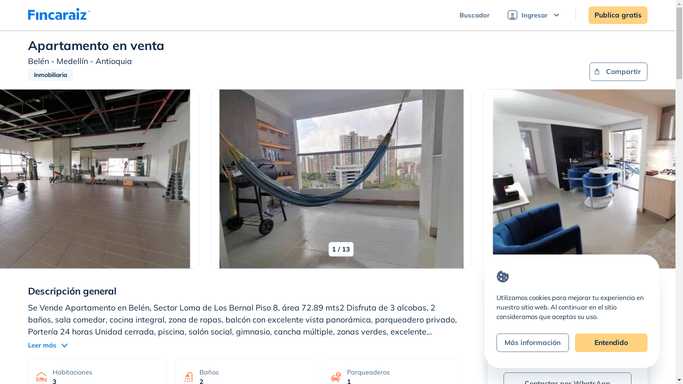 Fincaraiz
Buscador
Ingresar
Publica gratis
Apartamento en venta
Belén - Medellín - Antioquia
Inmobiliaria
Compartir
1 / 13
Descripción general
Se Vende Apartamento en Belén, Sector Loma de Los Bernal Piso 8, área 72.89 mts2 Disfruta de 3 alcobas, 2
baños, sala comedor, cocina integral, zona de ropas, balcón con excelente vista panorámica, parqueadero privado,
Portería 24 horas Unidad cerrada, piscina, salón social, gimnasio, cancha múltiple, zonas verdes, excelente...
Leer más
Habitaciones
3
Baños
2
Parqueaderos
1
Utilizamos cookies para mejorar tu experiencia en
nuestro sitio web. Al continuar en el sitio
consideramos que aceptas su uso.
Más información
Entendido
Contactar por WhatsApp